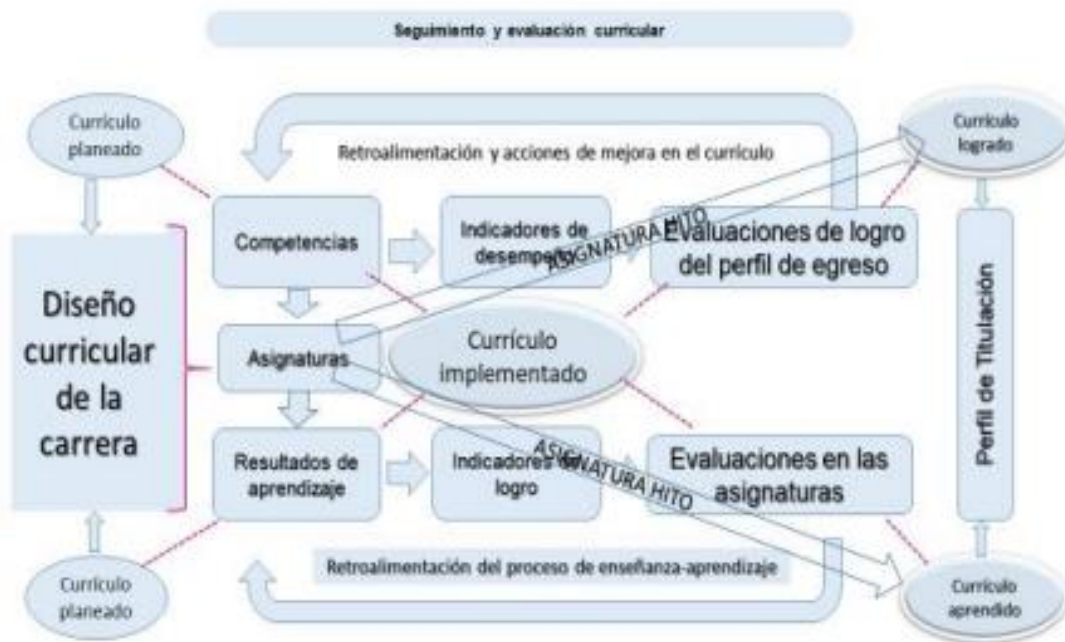 Seguimiento y evaluación curricular
Currículo
planeado
Currículo
logrado
Retroalimentación y acciones de mejora en el currículo
Competencias
Indicadores de
desempeño
ASIGNATURA HITO
Evaluaciones de logro
del perfil de egreso
Diseño
curricular
de la
carrera
Asignaturas
Currículo
implementado
Perfil de Titulación
Resultados de
aprendizaje
Indicadores de
logro
ASIGNATURA HITO
Evaluaciones en las
asignaturas
Retroalimentación del proceso de enseñanza-aprendizaje
Currículo
planeado
Currículo
aprendido